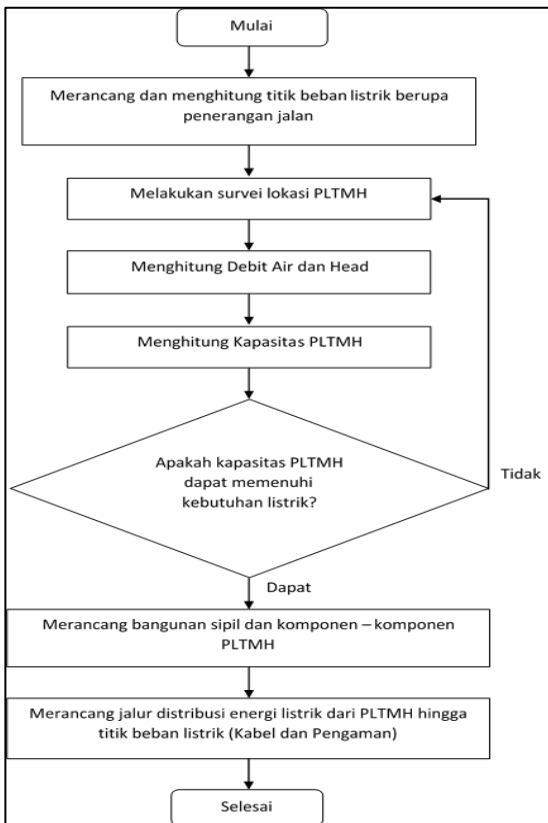 Mulai
Merancang dan menghitung titik beban listrik berupa
penerangan jalan
Melakukan survei lokasi PLTMH
Menghitung Debit Air dan Head
Menghitung Kapasitas PLTMH
Apakah kapasitas PLTMH
dapat memenuhi
kebutuhan listrik?
Tidak
Dapat
Merancang bangunan sipil dan komponen – komponen
PLTMH
Merancang jalur distribusi energi listrik dari PLTMH hingga
titik beban listrik (Kabel dan Pengaman)
Selesai